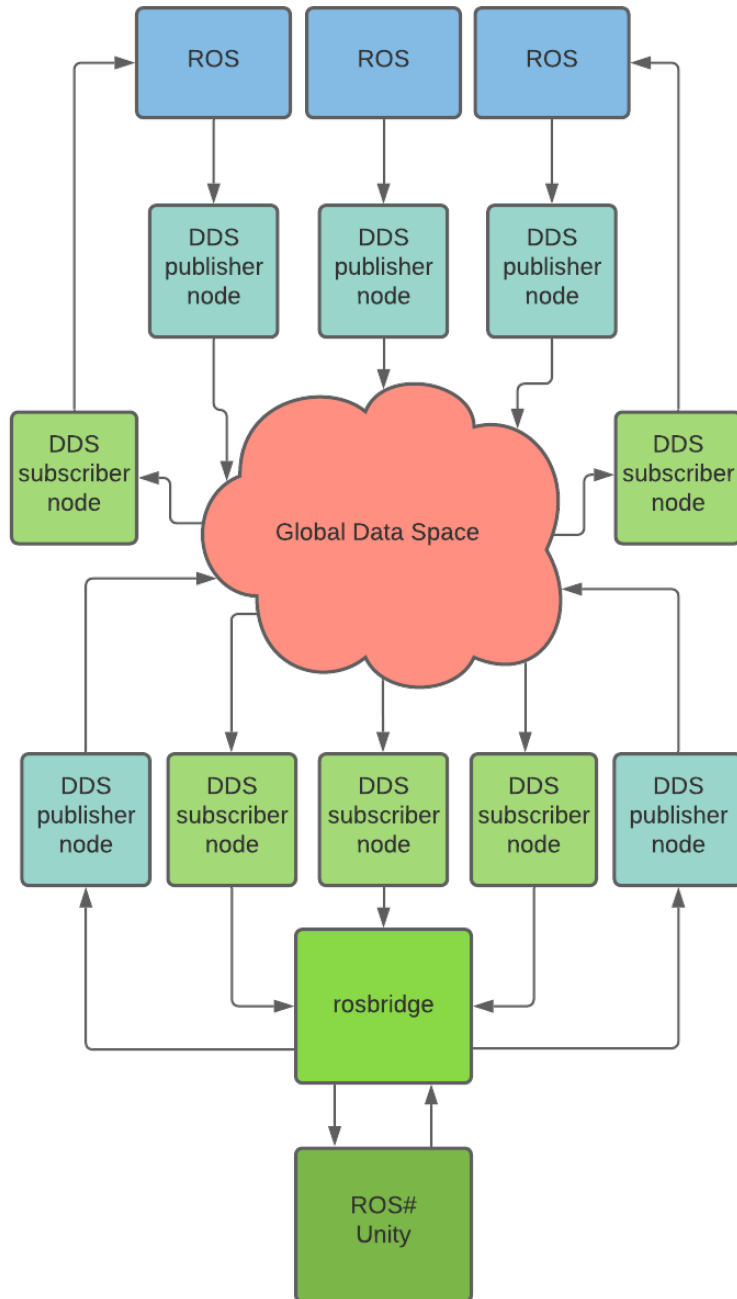 ROS
ROS
ROS
DDS
publisher
node
DDS
publisher
node
DDS
publisher
node
DDS
subscriber
node
Global Data Space
DDS
subscriber
node
DDS
publisher
node
DDS
subscriber
node
DDS
subscriber
node
DDS
subscriber
node
DDS
publisher
node
rosbridge
ROS#
Unity